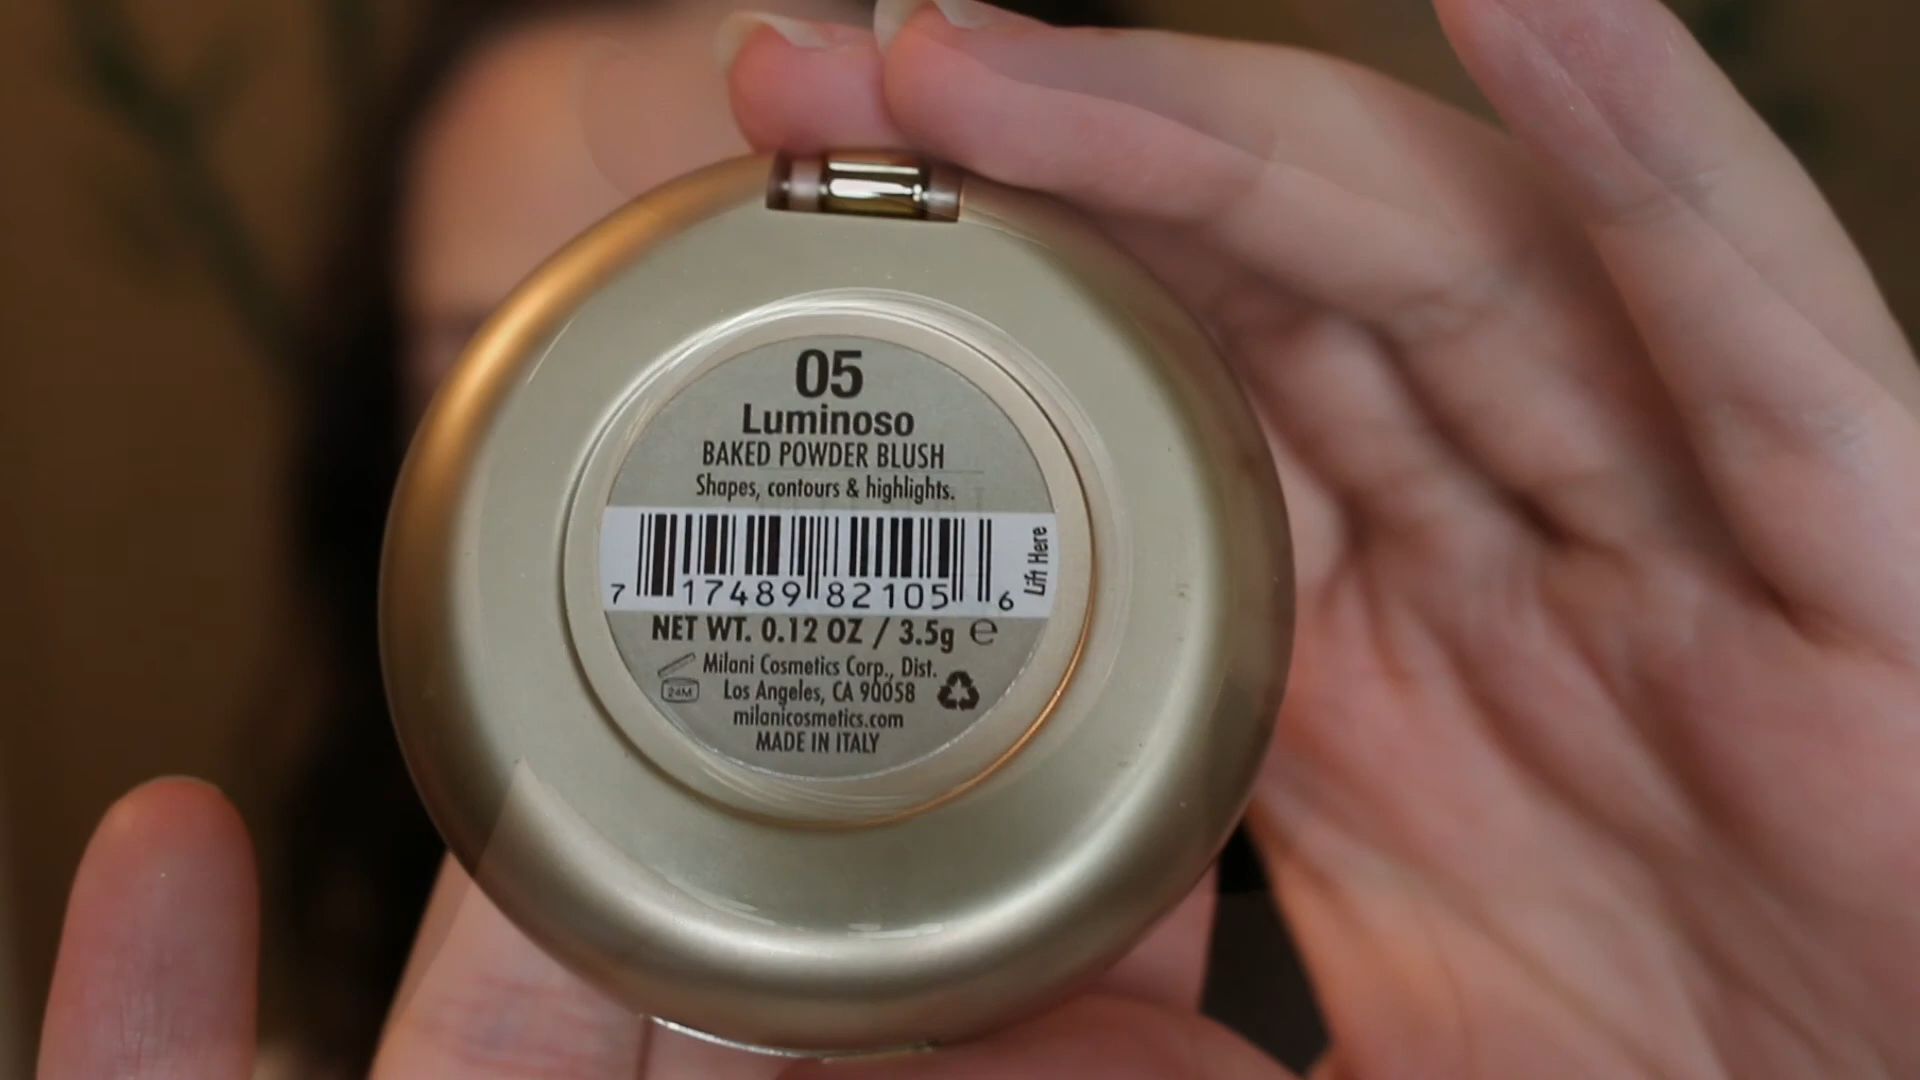 05
Luminoso
BAKED POWDER BLUSH
Shapes, contours & highlights.
Lift Here
7 17489 82105 6
NET WT. 0.12 OZ / 3.5g ℮
Milani Cosmetics Corp., Dist.
24M Los Angeles, CA 90058
milanicosmetics.com
MADE IN ITALY